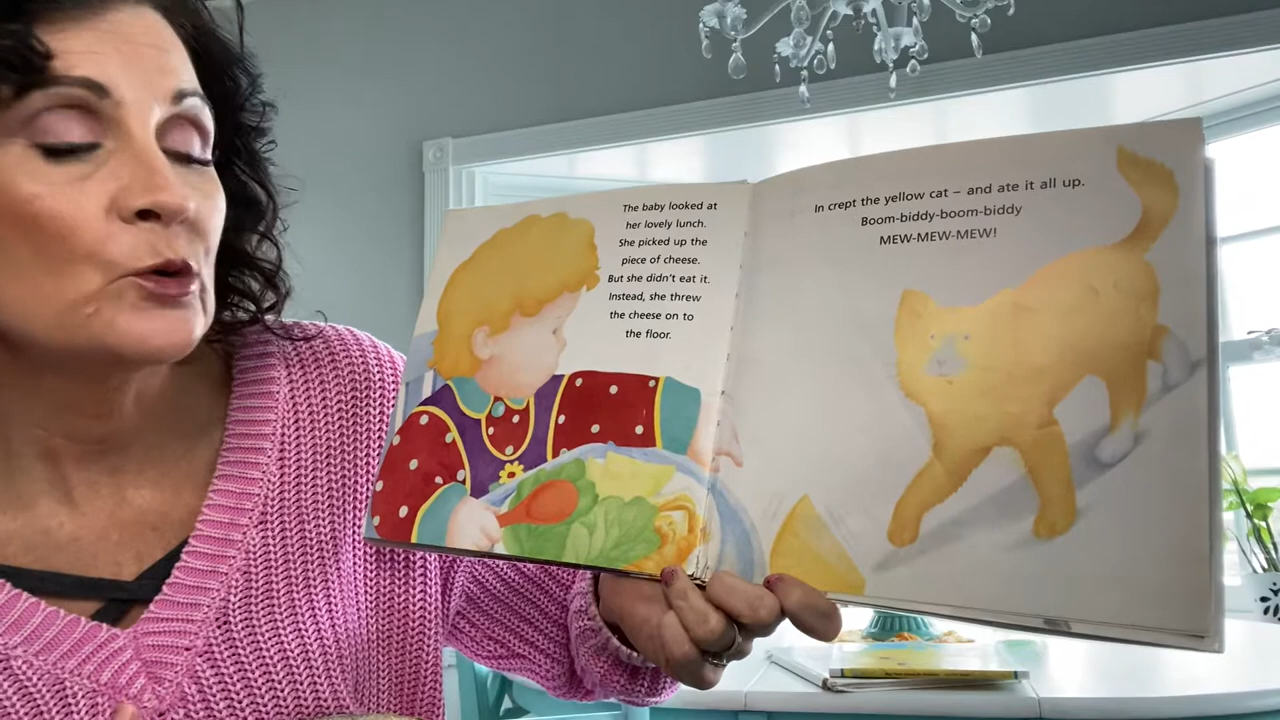 The baby looked at
her lovely lunch.
She picked up the
piece of cheese.
But she didn't eat it.
Instead, she threw
the cheese on to
the floor.
In crept the yellow cat – and ate it all up.
Boom-biddy-boom-biddy
MEW-MEW-MEW!